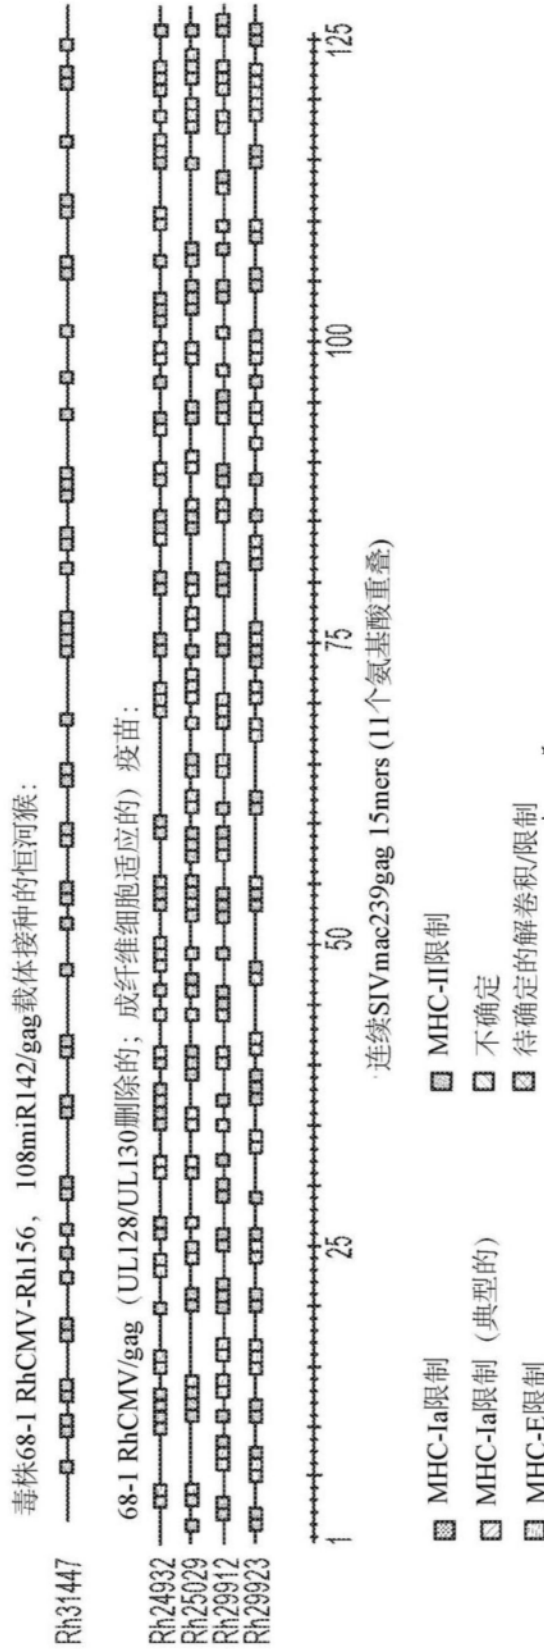 毒株68-1 RhCMV-Rh156, 108miR142/gag载体接种的恒河猴:
Rh31447
68-1 RhCMV/gag (UL128/UL130删除的; 成纤维细胞适应的) 疫苗:
Rh24932
Rh25029
Rh29912
Rh29923
1 25 50 75 100 125
连续SIVmac239gag 15mers (11个氨基酸重叠)
MHC-Ia限制
MHC-Ia限制 (典型的)
MHC-E限制
MHC-II限制
不确定
待确定的解卷积/限制